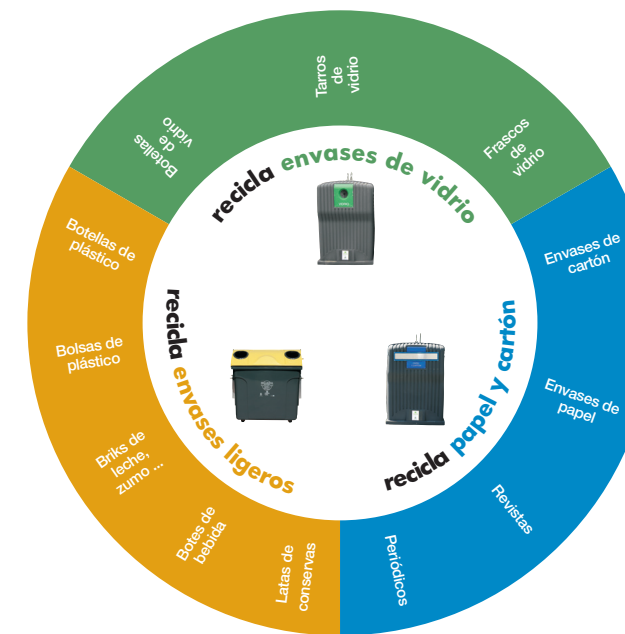 Botellas
de
vidrio
Tarros
de
vidrio
Frascos
de
vidrio
recicla envases de vidrio
Envases de
cartón
Envases de
papel
Revistas
Periódicos
recicla papel y cartón
Botellas de
plástico
Bolsas de
plástico
Briks de
leche,
zumo ...
Botes de
bebida
Latas de
conservas
recicla envases ligeros